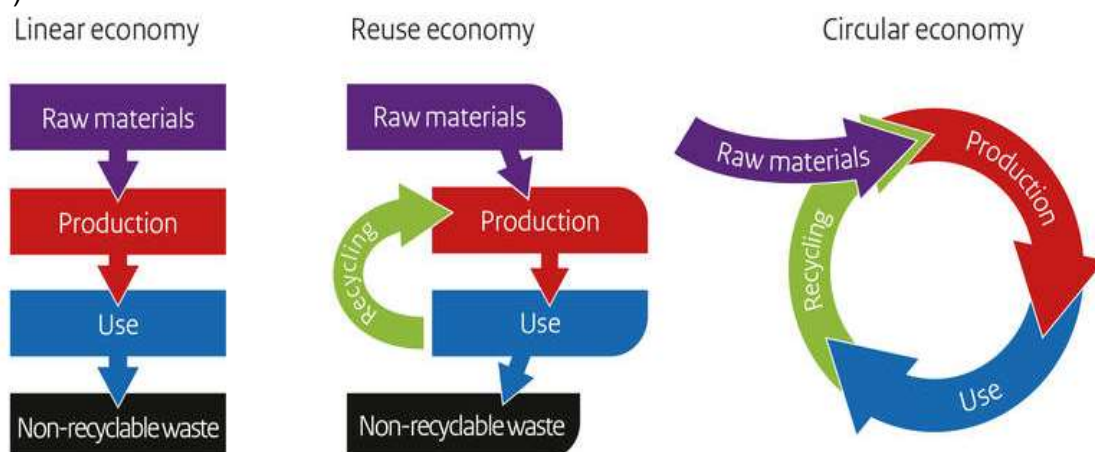 Linear economy
Raw materials
Production
Use
Non-recyclable waste
Reuse economy
Raw materials
Production
Recycling
Use
Non-recyclable waste
Circular economy
Raw materials
Production
Use
Recycling